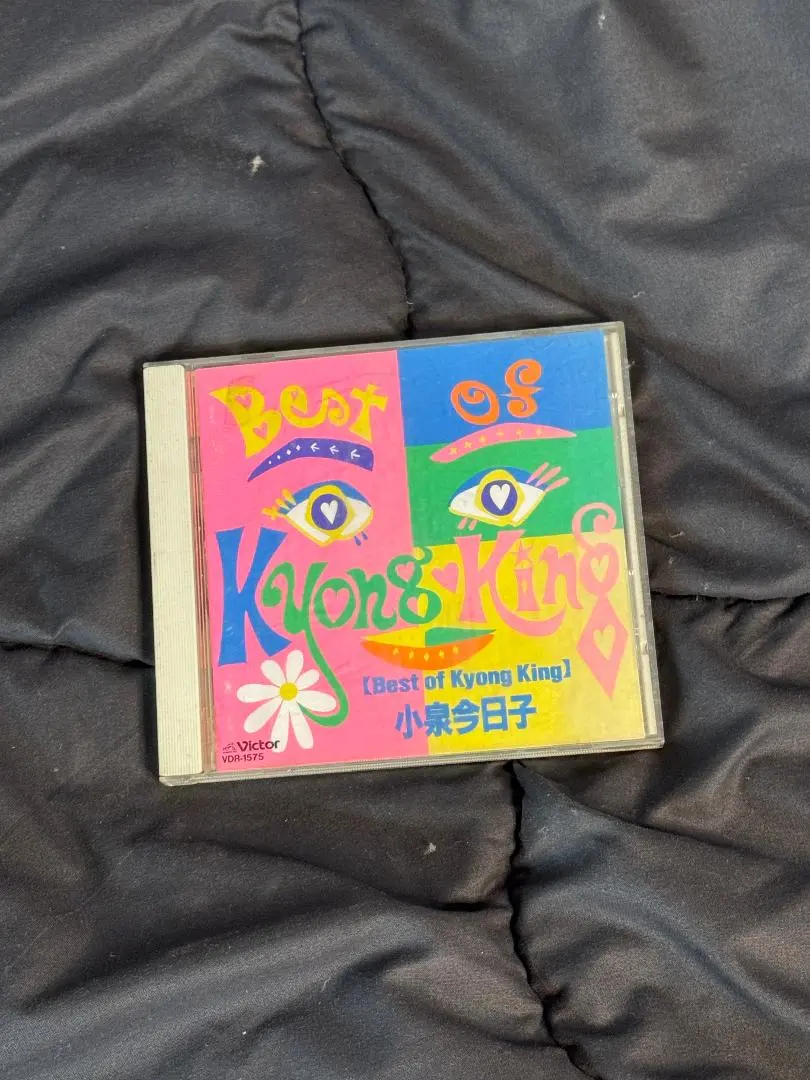 Best Of
Kyong King
【Best of Kyong King】
小泉今日子
Victor
VDR-1575